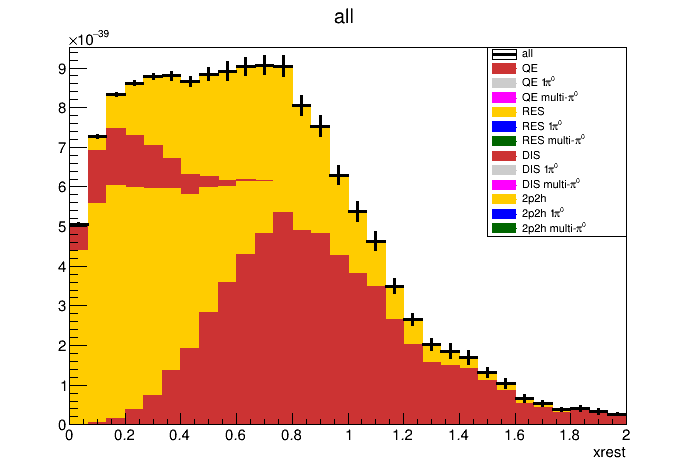 all
×10⁻³⁹
all
QE
QE 1π⁰
QE multi-π⁰
RES
RES 1π⁰
RES multi-π⁰
DIS
DIS 1π⁰
DIS multi-π⁰
2p2h
2p2h 1π⁰
2p2h multi-π⁰
9
8
7
6
5
4
3
2
1
0
0 0.2 0.4 0.6 0.8 1 1.2 1.4 1.6 1.8 2
xrest